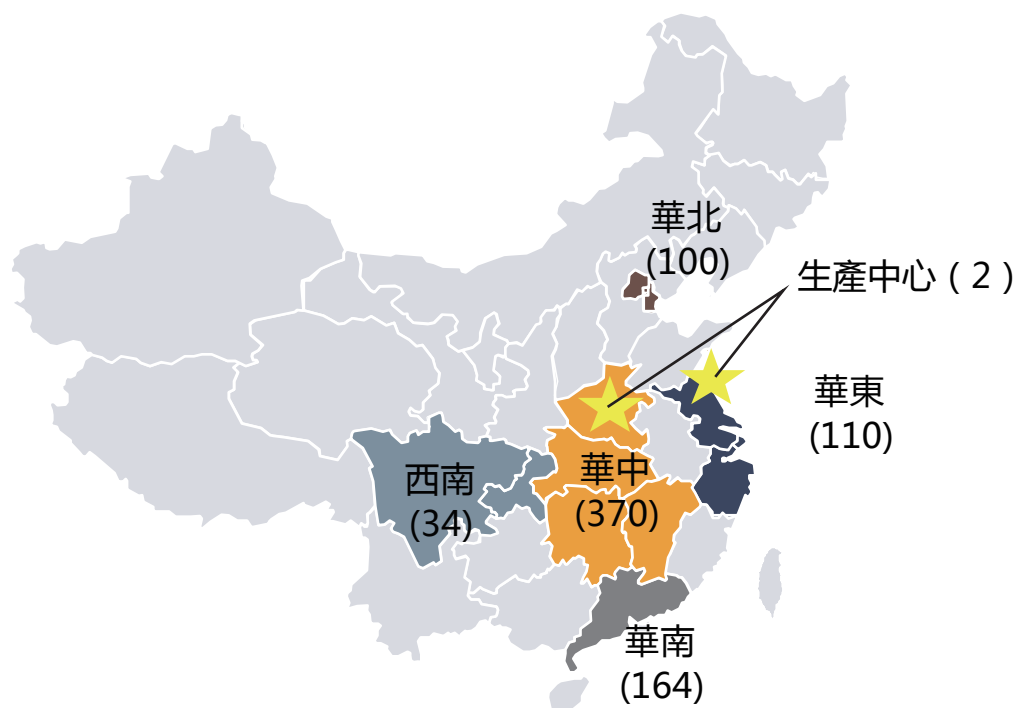 華北
(100)
生產中心（2）
華東
(110)
西南
(34)
華中
(370)
華南
(164)